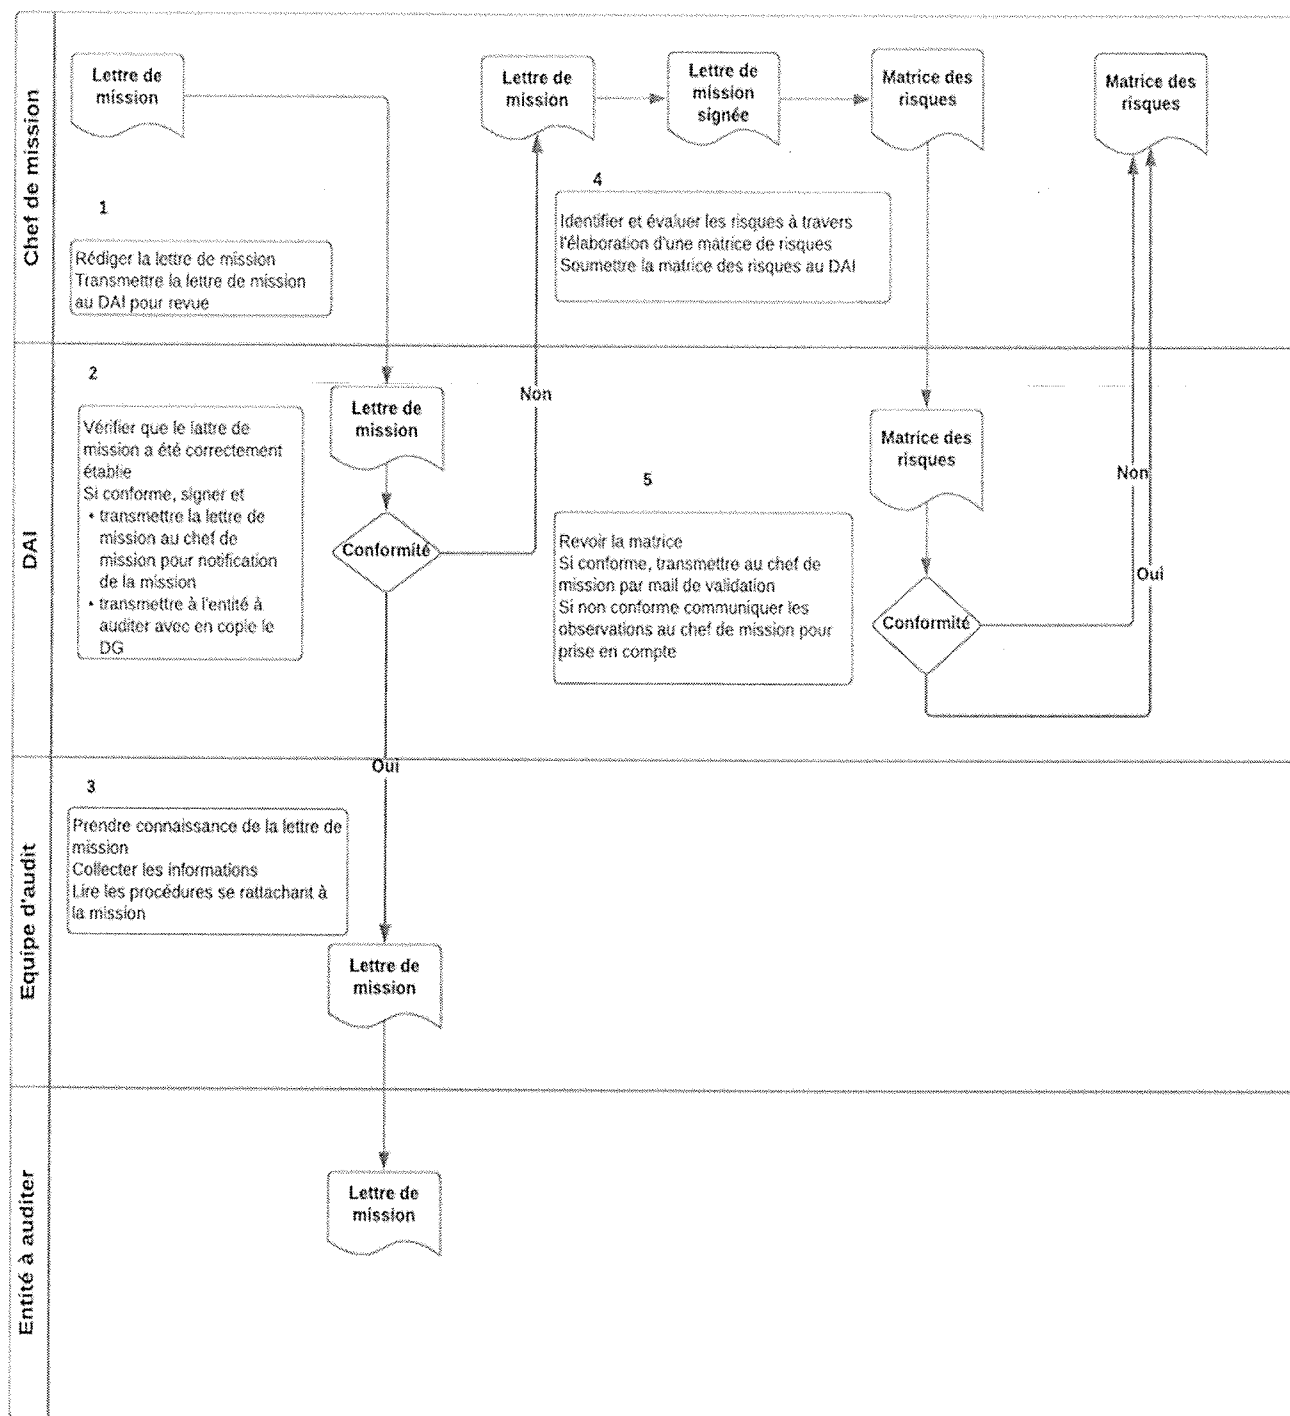 Chef de mission
Lettre de
mission
Lettre de
mission
Lettre de
mission
signée
Matrice des
risques
Matrice des
risques
1
Rédiger la lettre de mission
Transmettre la lettre de mission
au DAI pour revue
4
Identifier et évaluer les risques à travers
l'élaboration d'une matrice de risques
Soumettre la matrice des risques au DAI
DAI
2
Vérifier que le lattre de
mission a été correctement
établie
Si conforme, signer et
• transmettre la lettre de
mission au chef de
mission pour notification
de la mission
• transmettre à l'entité à
auditer avec en copie le
DG
Lettre de
mission
Conformité
Non
5
Revoir la matrice
Si conforme, transmettre au chef de
mission par mail de validation
Si non conforme communiquer les
observations au chef de mission pour
prise en compte
Matrice des
risques
Conformité
Non
Oui
Oui
Equipe d'audit
3
Prendre connaissance de la lettre de
mission
Collecter les informations
Lire les procédures se rattachant à
la mission
Lettre de
mission
Entité à auditer
Lettre de
mission